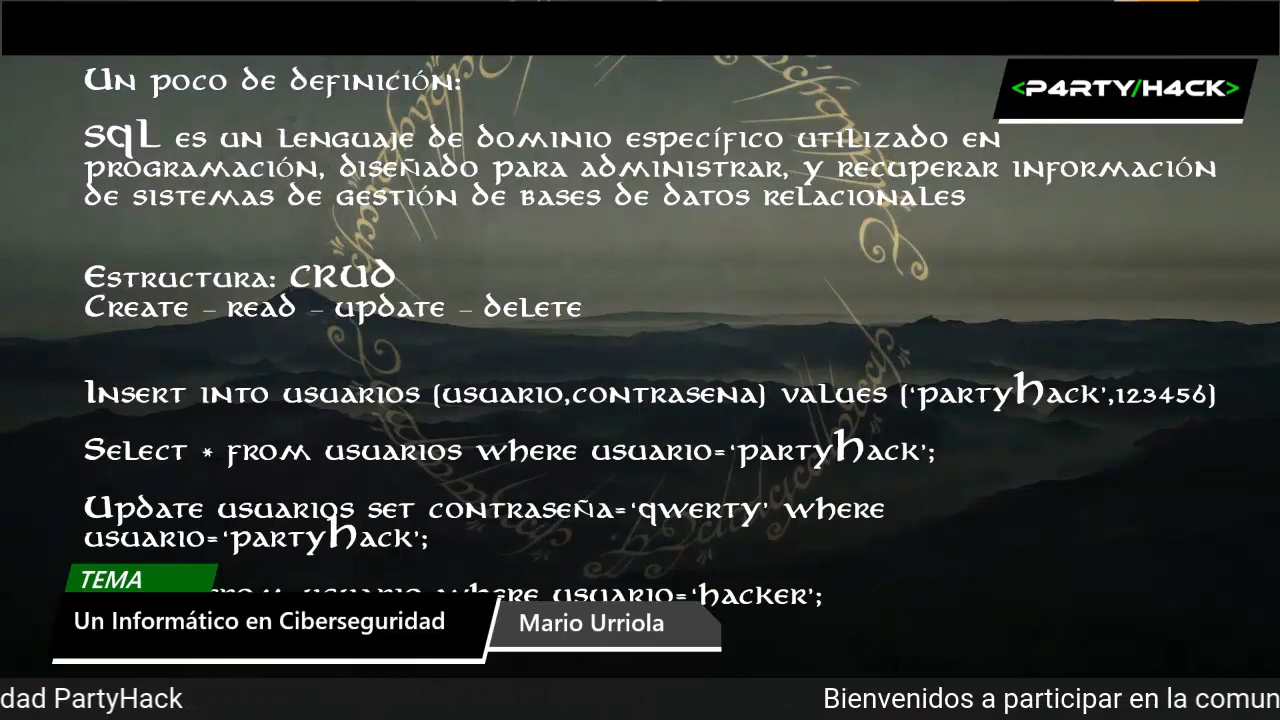 Un poco de definición:
<P4RTY/H4CK>
SQL es un lenguaje de dominio específico utilizado en
programación, diseñado para administrar, y recuperar información
de sistemas de gestión de bases de datos relacionales
Estructura: CRUD
Create – read – update – delete
Insert into usuarios (usuario,contrasena) values ('partyHack',123456)
Select * from usuarios where usuario='partyHack';
Update usuarios set contraseña='qwerty' where
usuario='partyHack';
from usuario where usuario='hacker';
TEMA
Un Informático en Ciberseguridad
Mario Urriola
dad PartyHack
Bienvenidos a participar en la comun